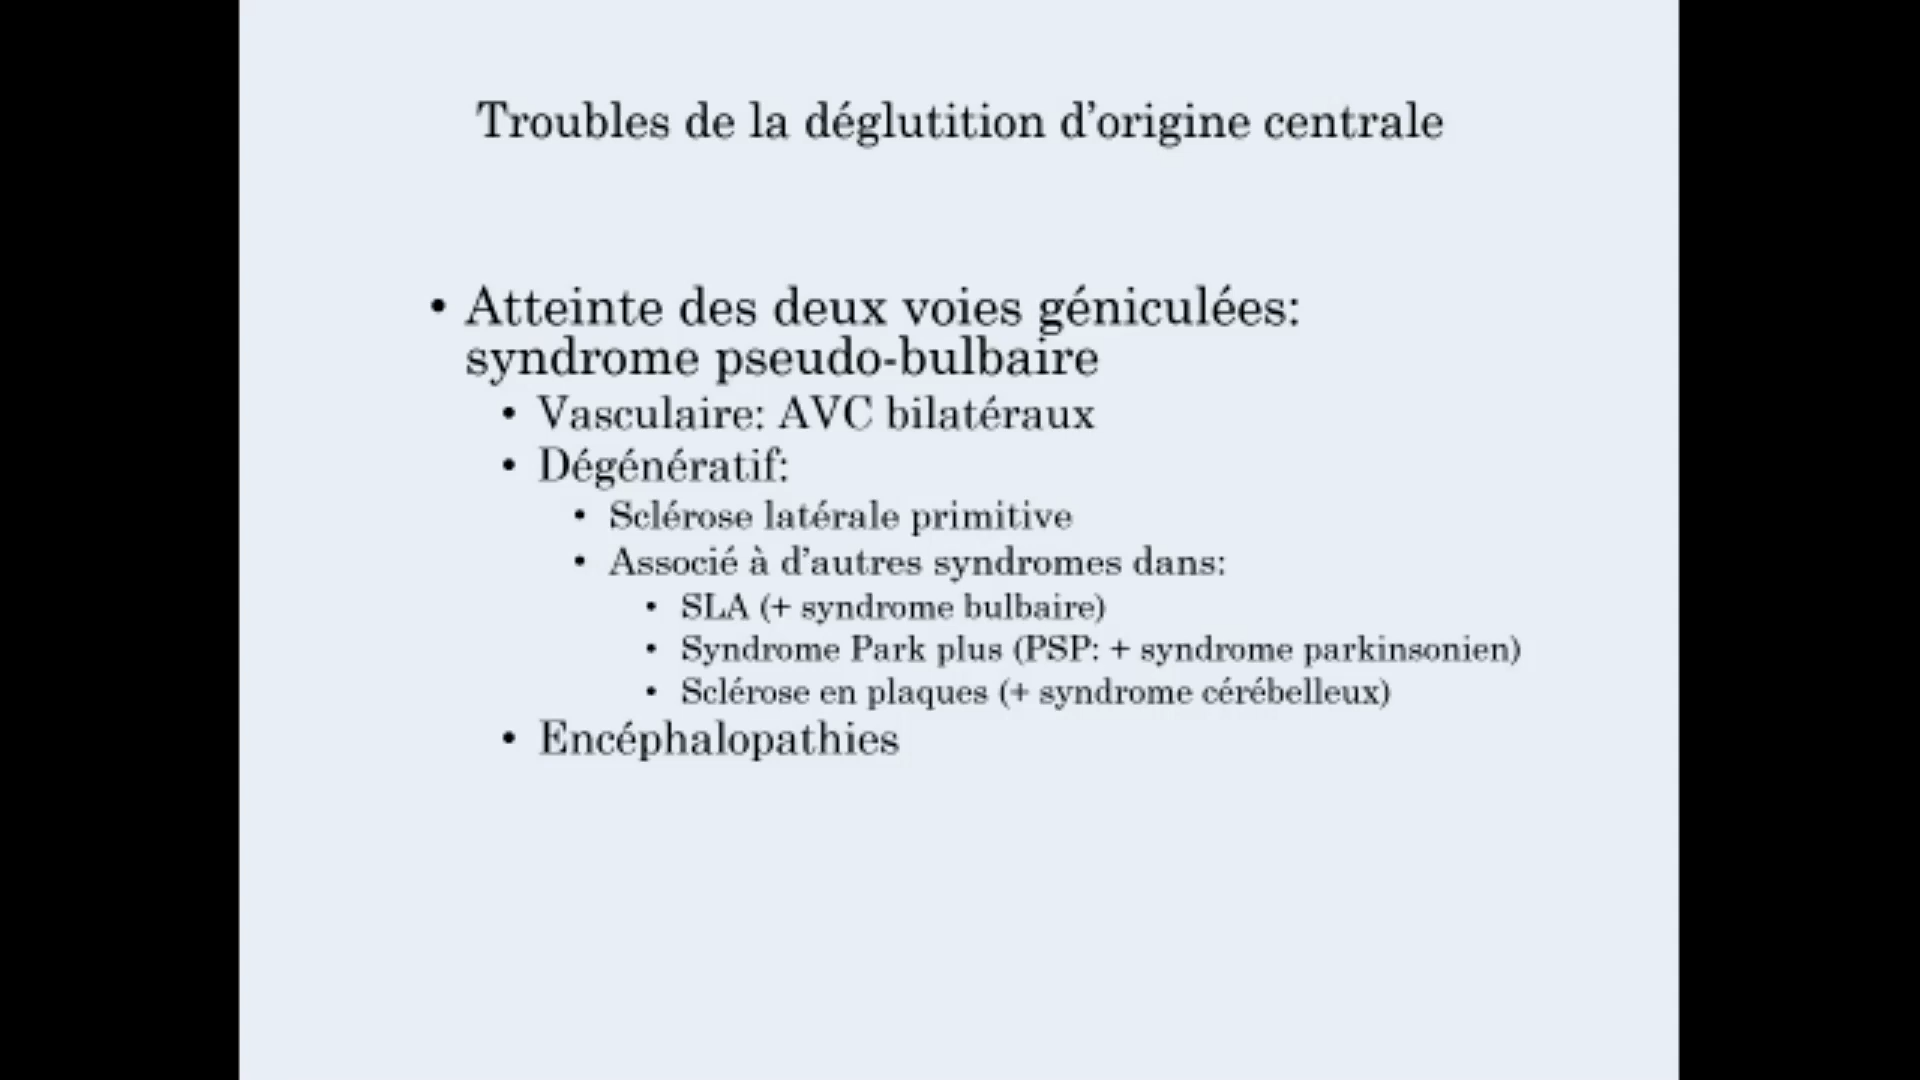 Troubles de la déglutition d'origine centrale
• Atteinte des deux voies géniculées:
syndrome pseudo-bulbaire
• Vasculaire: AVC bilatéraux
• Dégénératif:
• Sclérose latérale primitive
• Associé à d'autres syndromes dans:
• SLA (+ syndrome bulbaire)
• Syndrome Park plus (PSP: + syndrome parkinsonien)
• Sclérose en plaques (+ syndrome cérébelleux)
• Encéphalopathies